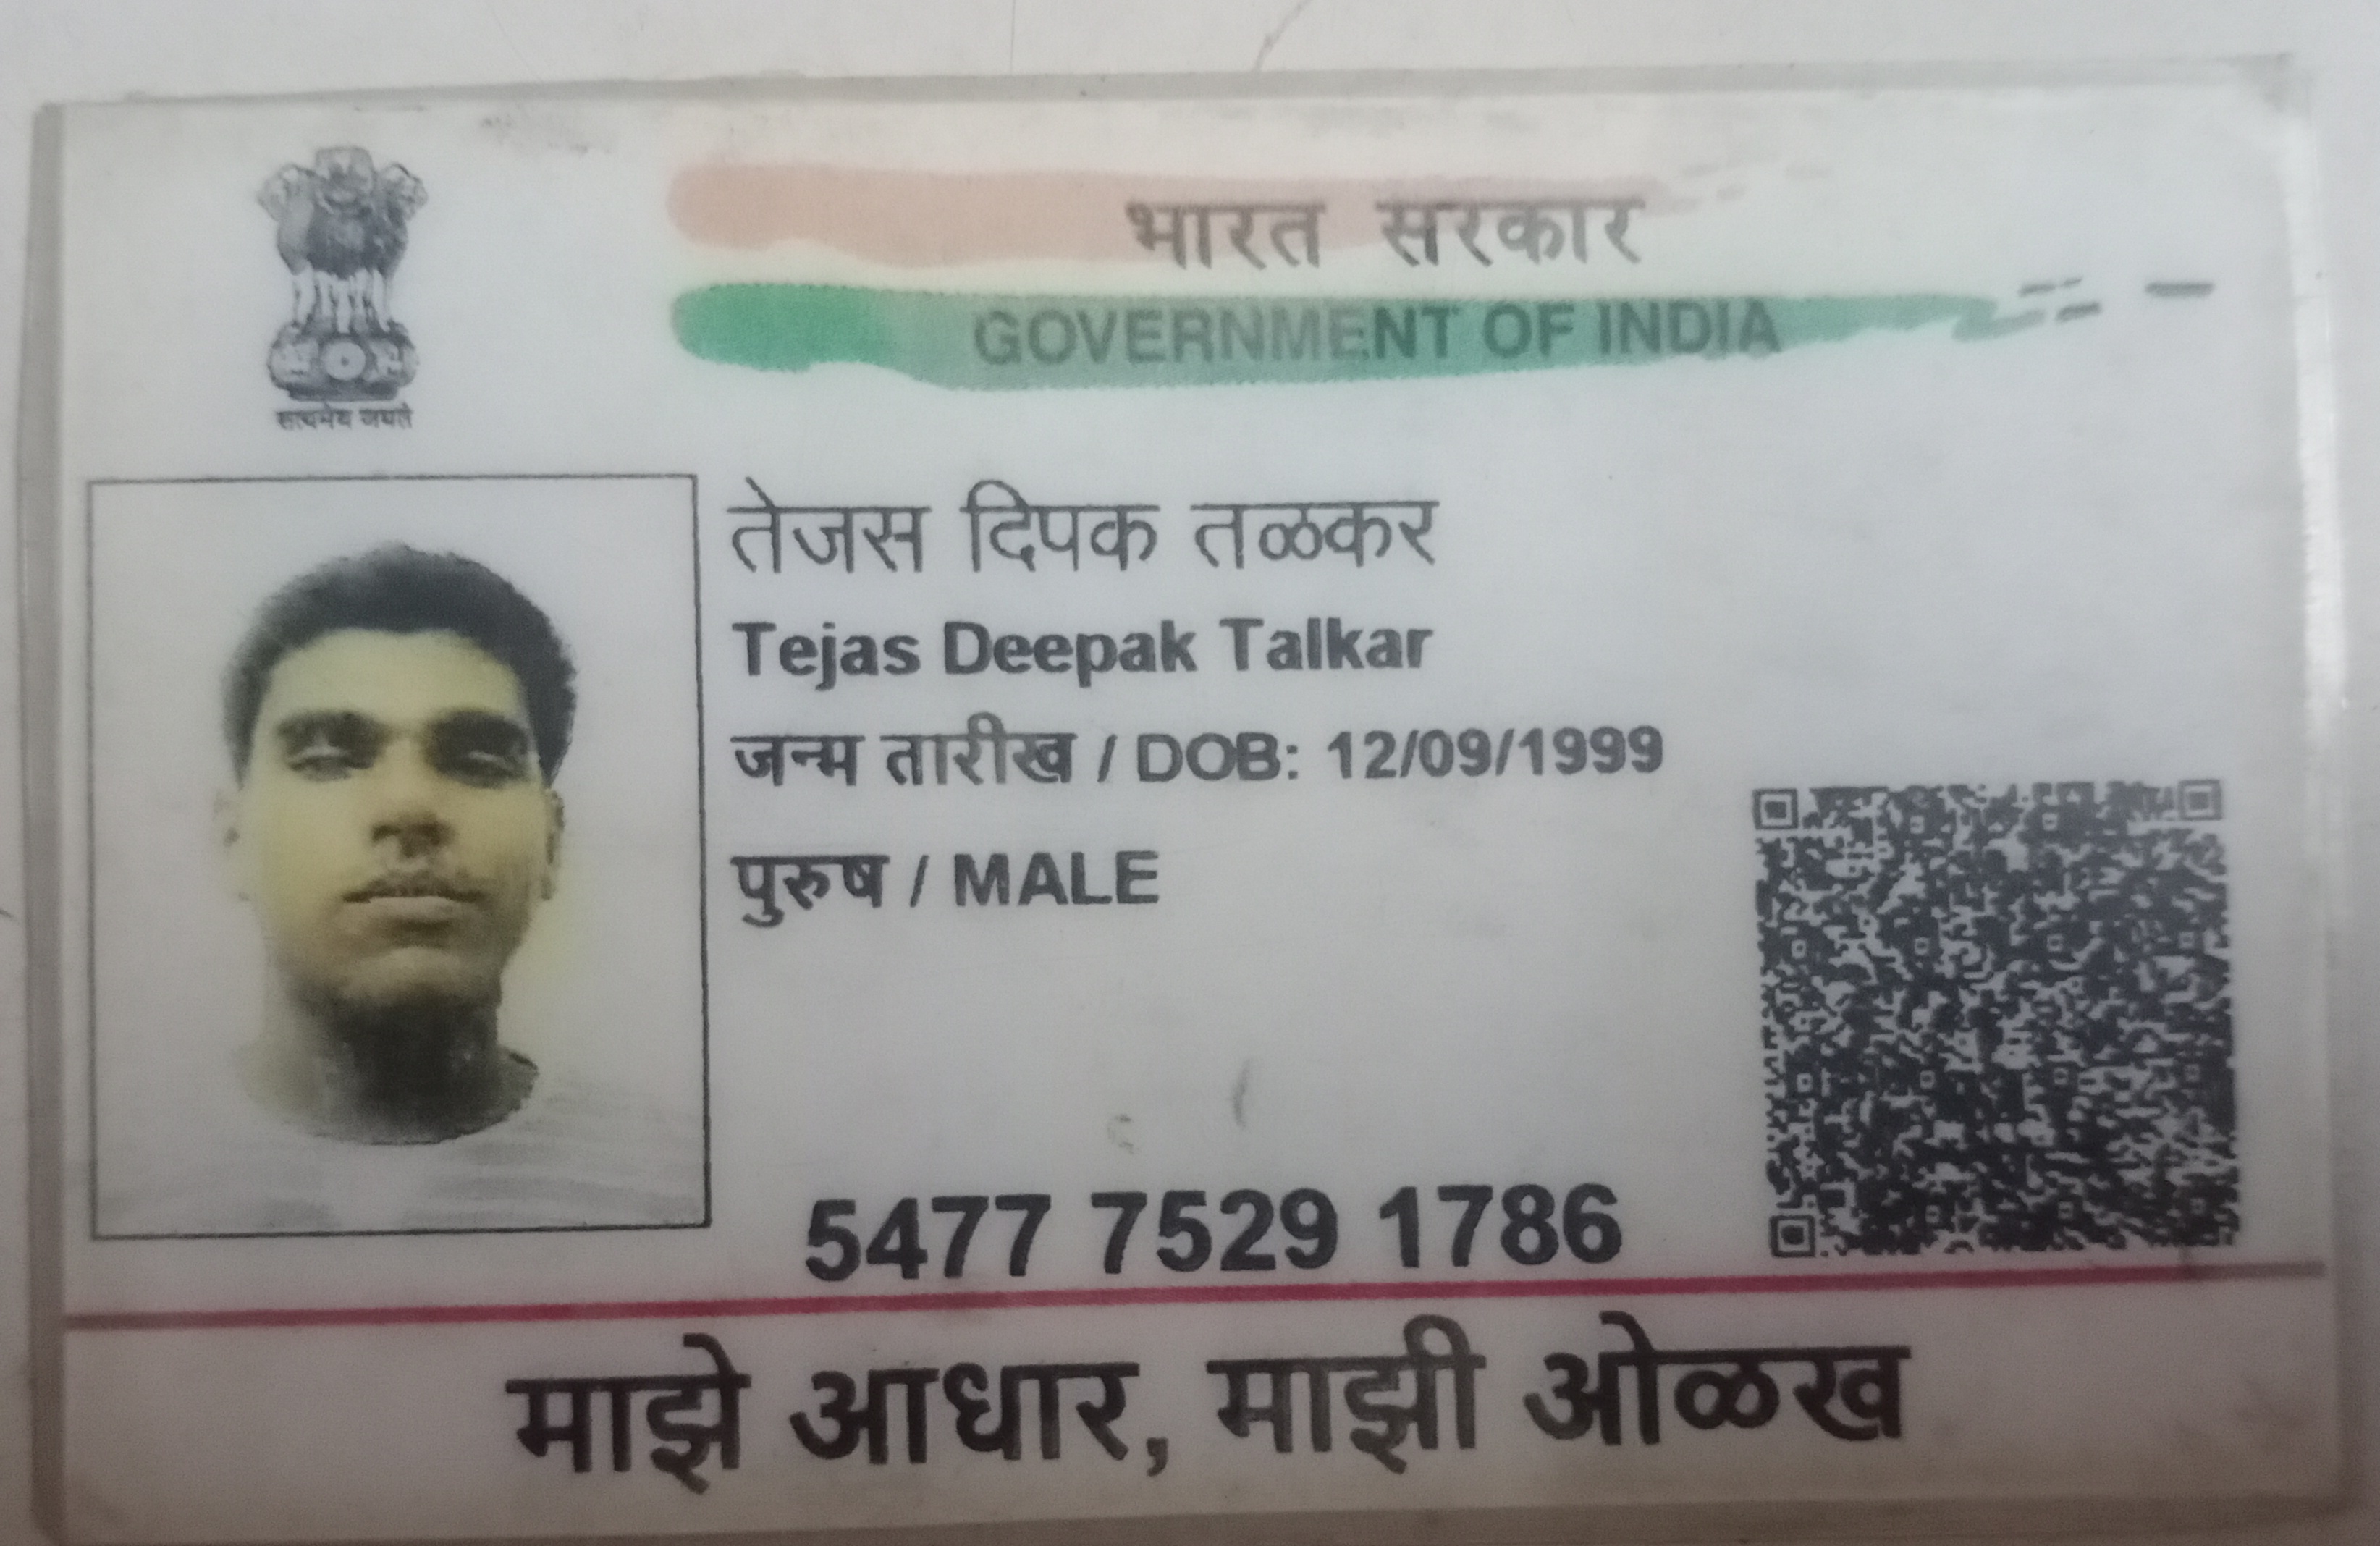 भारत सरकार
GOVERNMENT OF INDIA
सत्यमेव जयते
तेजस दिपक तळकर
Tejas Deepak Talkar
जन्म तारीख / DOB: 12/09/1999
पुरुष / MALE
5477 7529 1786
माझे आधार, माझी ओळख